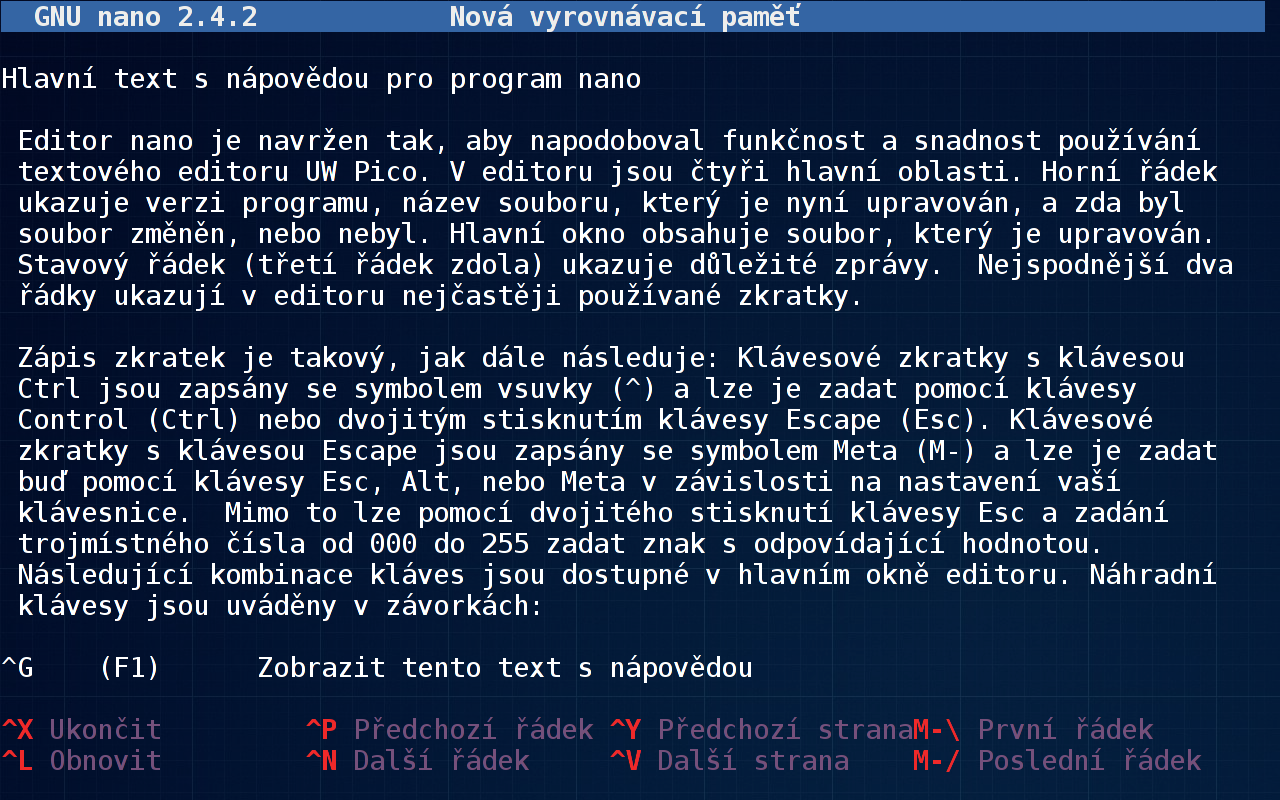 GNU nano 2.4.2 Nová vyrovnávací paměť
Hlavní text s nápovědou pro program nano
Editor nano je navržen tak, aby napodoboval funkčnost a snadnost používání
textového editoru UW Pico. V editoru jsou čtyři hlavní oblasti. Horní řádek
ukazuje verzi programu, název souboru, který je nyní upravován, a zda byl
soubor změněn, nebo nebyl. Hlavní okno obsahuje soubor, který je upravován.
Stavový řádek (třetí řádek zdola) ukazuje důležité zprávy.  Nejspodnější dva
řádky ukazují v editoru nejčastěji používané zkratky.
Zápis zkratek je takový, jak dále následuje: Klávesové zkratky s klávesou
Ctrl jsou zapsány se symbolem vsuvky (^) a lze je zadat pomocí klávesy
Control (Ctrl) nebo dvojitým stisknutím klávesy Escape (Esc). Klávesové
zkratky s klávesou Escape jsou zapsány se symbolem Meta (M-) a lze je zadat
buď pomocí klávesy Esc, Alt, nebo Meta v závislosti na nastavení vaší
klávesnice.  Mimo to lze pomocí dvojitého stisknutí klávesy Esc a zadání
trojmístného čísla od 000 do 255 zadat znak s odpovídající hodnotou.
Následující kombinace kláves jsou dostupné v hlavním okně editoru. Náhradní
klávesy jsou uváděny v závorkách:
^G (F1) Zobrazit tento text s nápovědou
^X Ukončit ^P Předchozí řádek ^Y Předchozí stranaM-\ První řádek
^L Obnovit ^N Další řádek ^V Další strana M-/ Poslední řádek